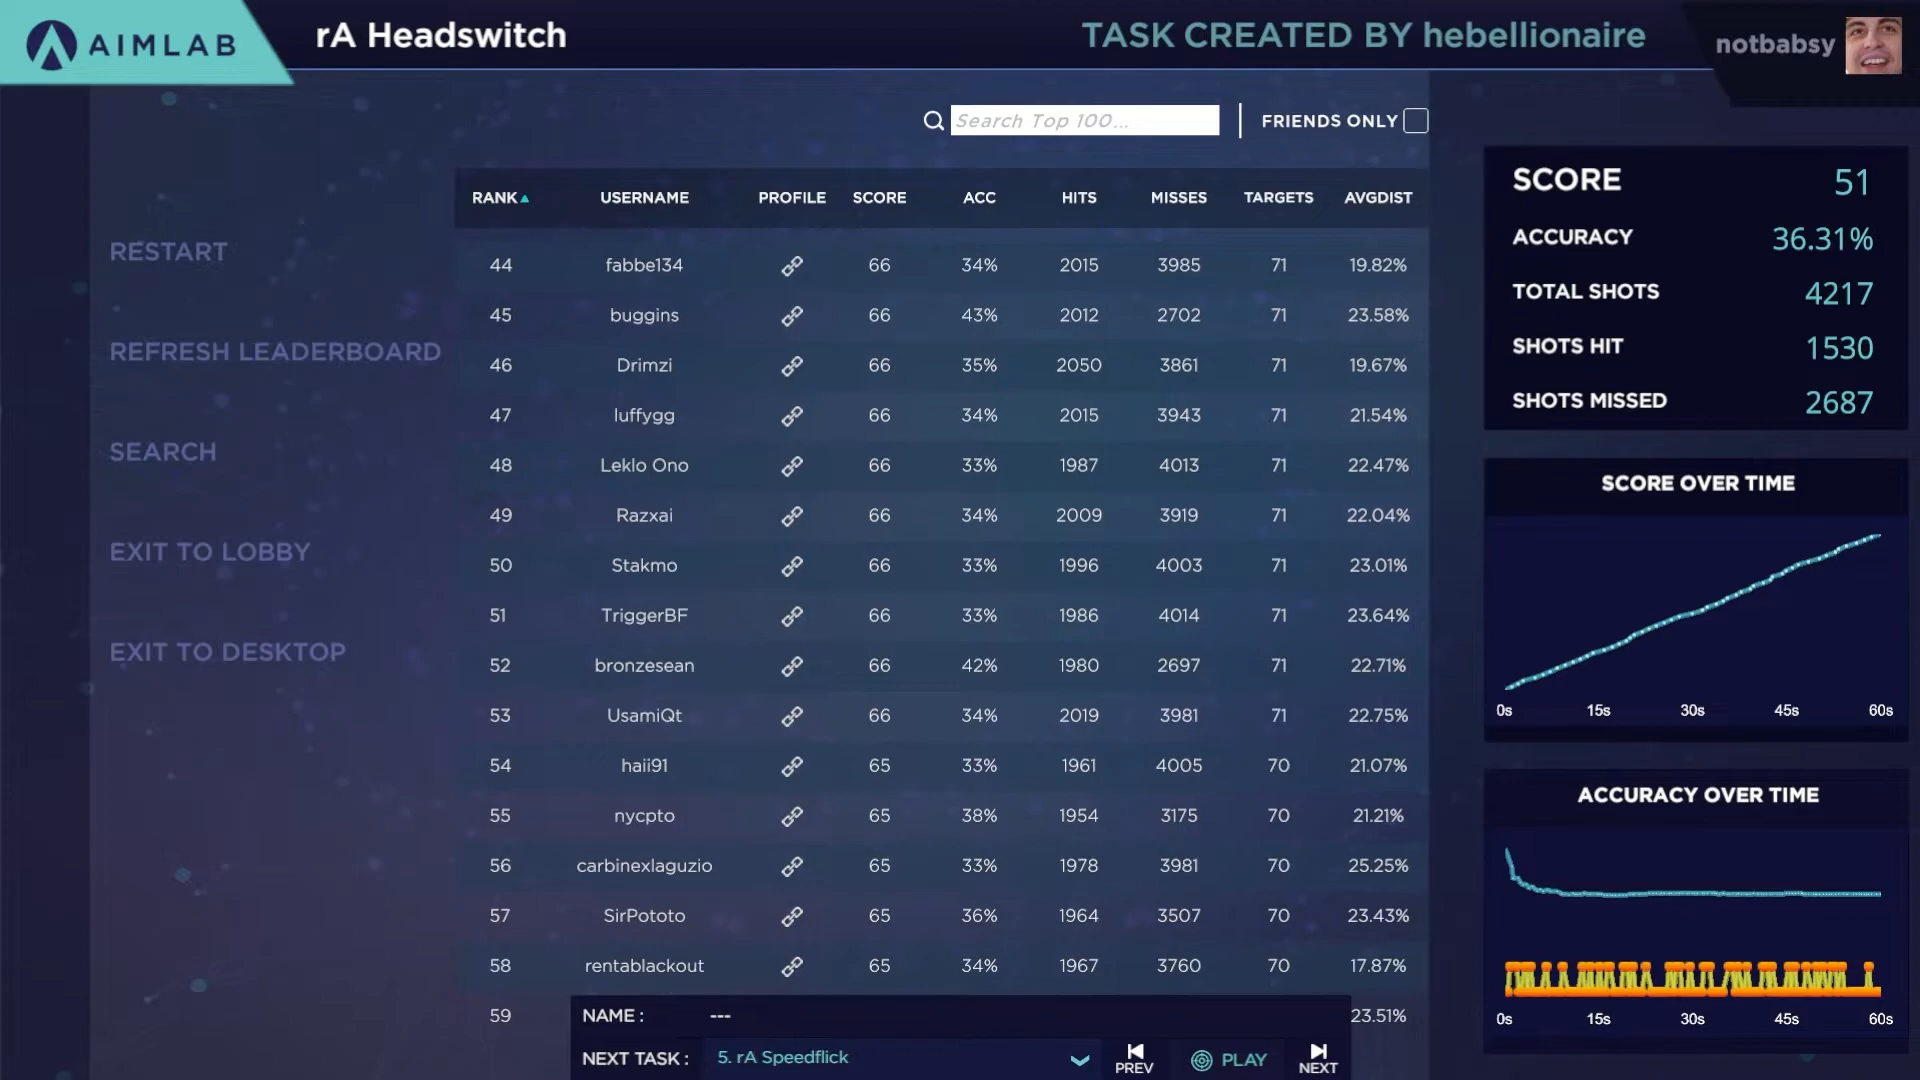 AIMLAB
rA Headswitch
TASK CREATED BY hebellionaire
notbabsy
Search Top 100...
FRIENDS ONLY
RESTART
REFRESH LEADERBOARD
SEARCH
EXIT TO LOBBY
EXIT TO DESKTOP
RANK USERNAME PROFILE SCORE ACC HITS MISSES TARGETS AVGDIST
44 fabbe134 66 34% 2015 3985 71 19.82%
45 buggins 66 43% 2012 2702 71 23.58%
46 Drimzi 66 35% 2050 3861 71 19.67%
47 luffygg 66 34% 2015 3943 71 21.54%
48 Leklo Ono 66 33% 1987 4013 71 22.47%
49 Razxai 66 34% 2009 3919 71 22.04%
50 Stakmo 66 33% 1996 4003 71 23.01%
51 TriggerBF 66 33% 1986 4014 71 23.64%
52 bronzesean 66 42% 1980 2697 71 22.71%
53 UsamiQt 66 34% 2019 3981 71 22.75%
54 haii91 65 33% 1961 4005 70 21.07%
55 nycpto 65 38% 1954 3175 70 21.21%
56 carbinexlaguzio 65 33% 1978 3981 70 25.25%
57 SirPototo 65 36% 1964 3507 70 23.43%
58 rentablackout 65 34% 1967 3760 70 17.87%
59 23.51%
NAME : ---
NEXT TASK : 5. rA Speedflick
PREV
PLAY
NEXT
SCORE 51
ACCURACY 36.31%
TOTAL SHOTS 4217
SHOTS HIT 1530
SHOTS MISSED 2687
SCORE OVER TIME
0s 15s 30s 45s 60s
ACCURACY OVER TIME
0s 15s 30s 45s 60s